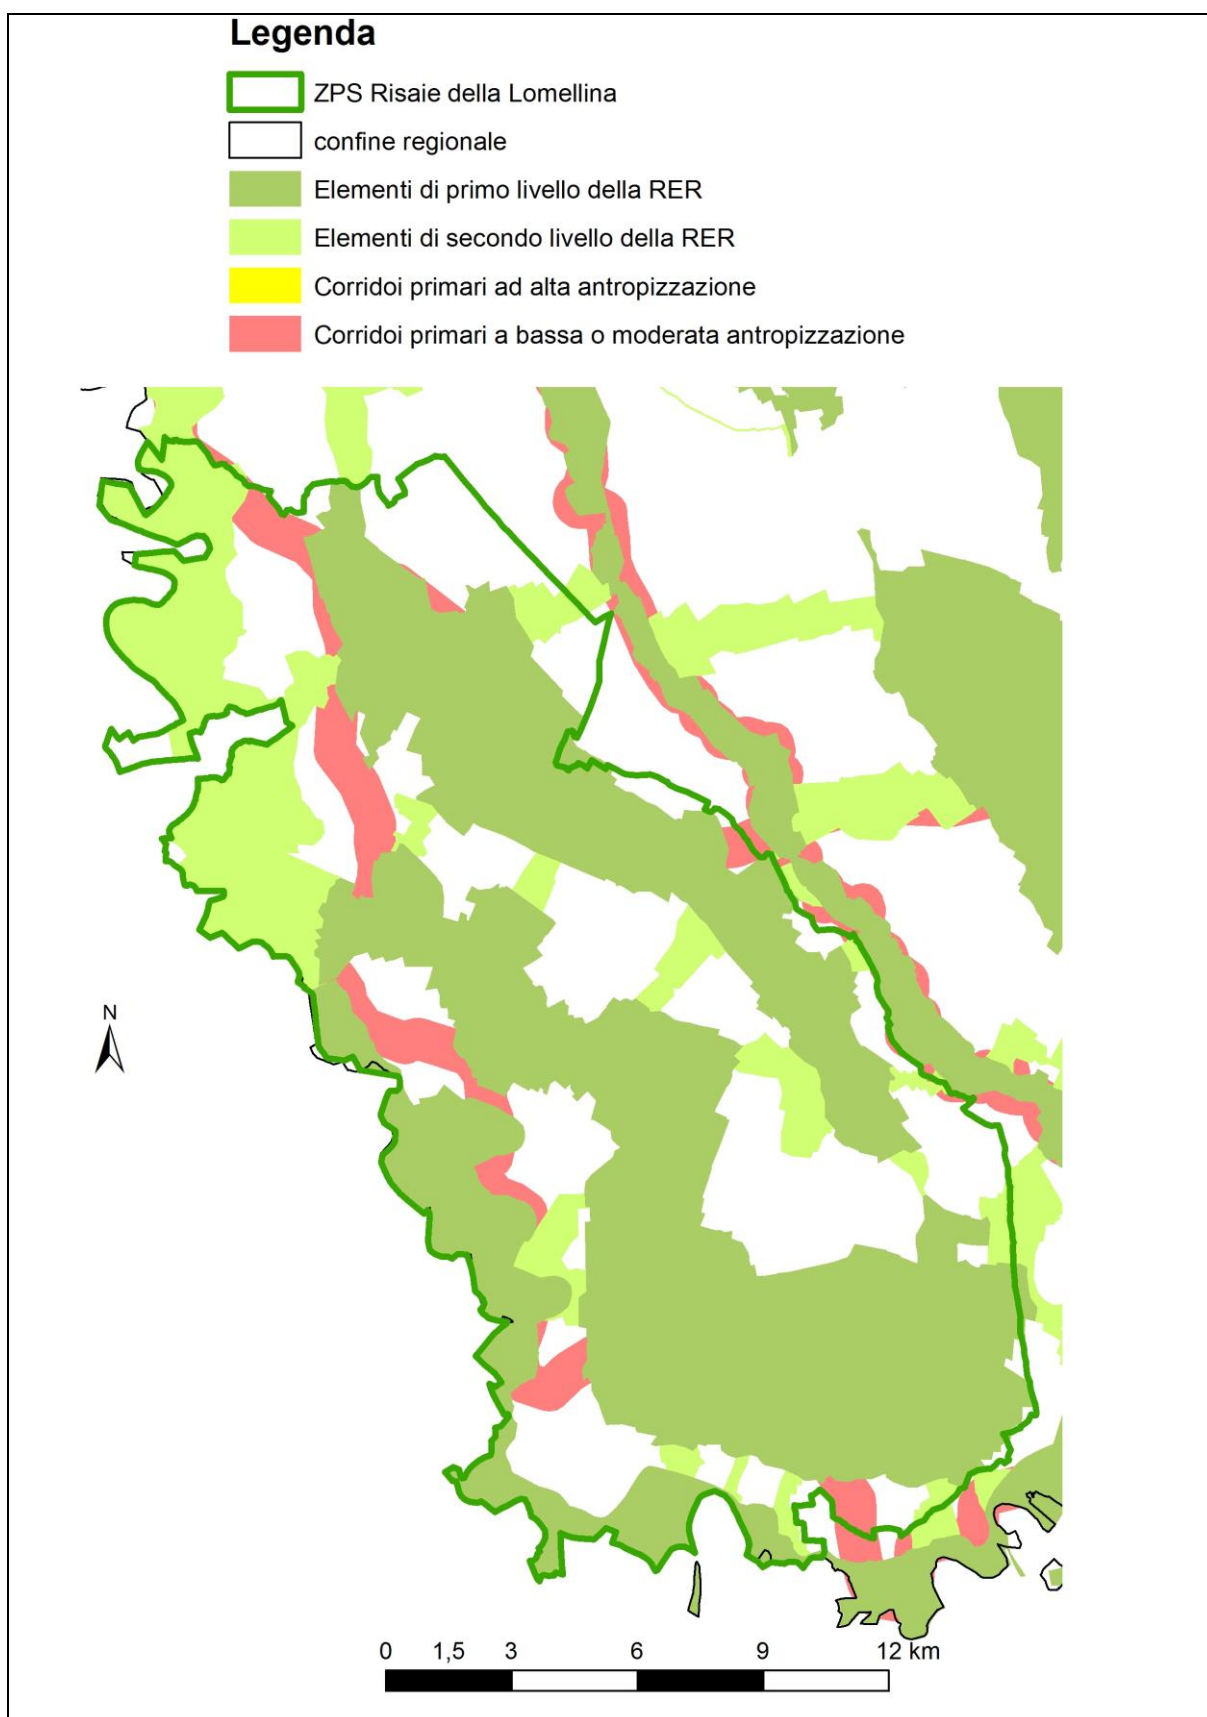 Legenda
ZPS Risaie della Lomellina
confine regionale
Elementi di primo livello della RER
Elementi di secondo livello della RER
Corridoi primari ad alta antropizzazione
Corridoi primari a bassa o moderata antropizzazione
N
0 1,5 3 6 9 12 km